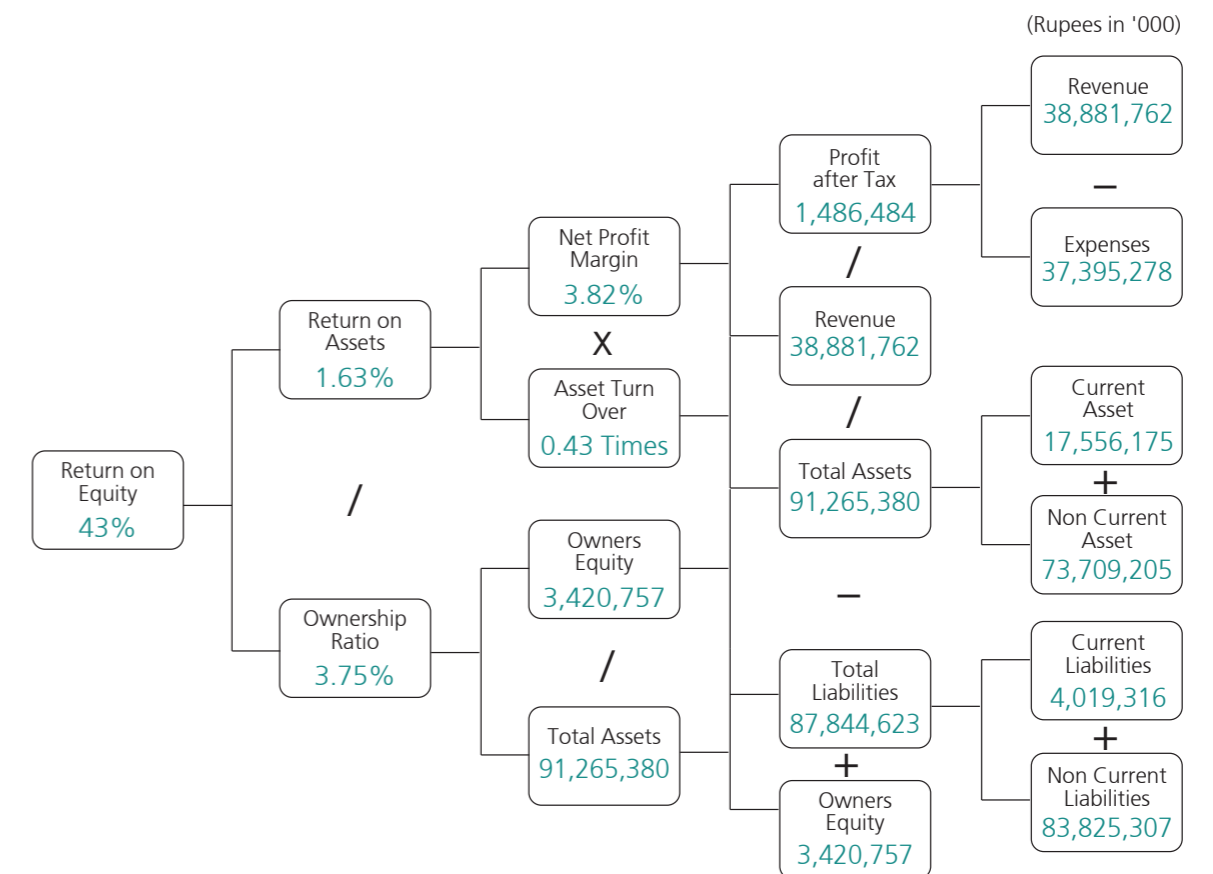 (Rupees in '000)
Revenue
38,881,762
–
Expenses
37,395,278
Profit
after Tax
1,486,484
/
Revenue
38,881,762
/
Total Assets
91,265,380
Current
Asset
17,556,175
+
Non Current
Asset
73,709,205
Net Profit
Margin
3.82%
X
Asset Turn
Over
0.43 Times
Return on
Assets
1.63%
/
Return on
Equity
43%
Ownership
Ratio
3.75%
Owners
Equity
3,420,757
/
Total Assets
91,265,380
–
Total
Liabilities
87,844,623
+
Owners
Equity
3,420,757
Current
Liabilities
4,019,316
+
Non Current
Liabilities
83,825,307